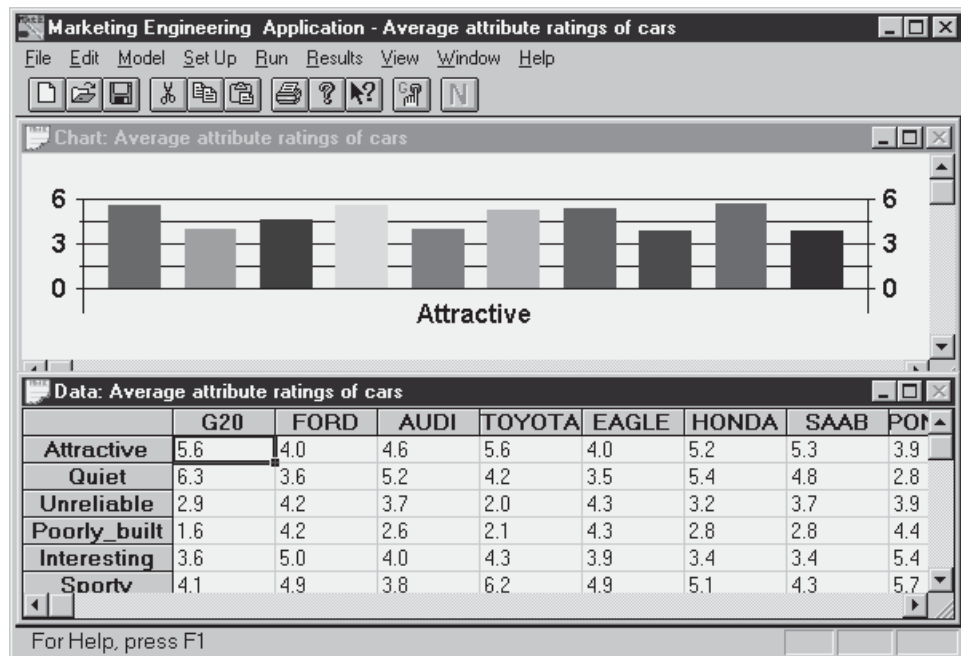 Marketing Engineering Application - Average attribute ratings of cars
File Edit Model Set Up Run Results View Window Help
Chart: Average attribute ratings of cars
6 6
3 3
0 0
Attractive
Data: Average attribute ratings of cars
G20 FORD AUDI TOYOTA EAGLE HONDA SAAB PON
Attractive 5.6 4.0 4.6 5.6 4.0 5.2 5.3 3.9
Quiet 6.3 3.6 5.2 4.2 3.5 5.4 4.8 2.8
Unreliable 2.9 4.2 3.7 2.0 4.3 3.2 3.7 3.9
Poorly_built 1.6 4.2 2.6 2.1 4.3 2.8 2.8 4.4
Interesting 3.6 5.0 4.0 4.3 3.9 3.4 3.4 5.4
Sporty 4.1 4.9 3.8 6.2 4.9 5.1 4.3 5.7
For Help, press F1